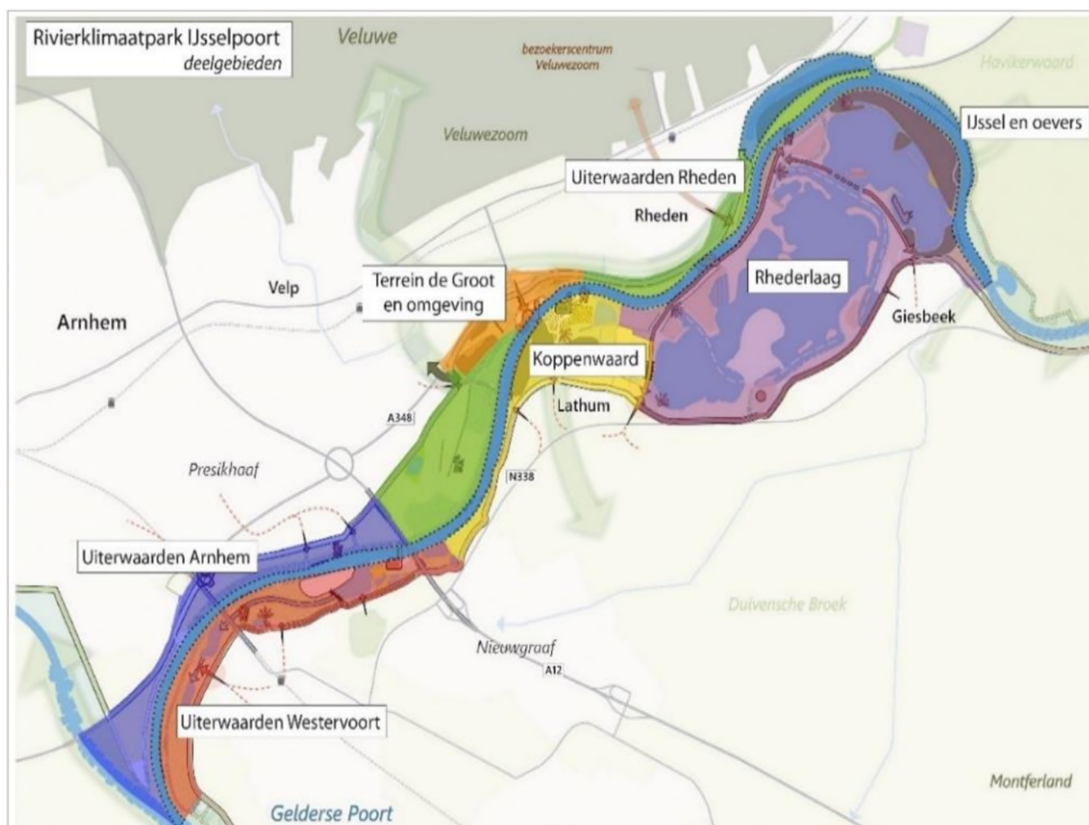 Rivierklimaatpark IJsselpoort
deelgebieden
Veluwe
bezoekerscentrum
Veluwezoom
Havikerwaard
IJssel en oevers
Veluwezoom
Uiterwaarden Rheden
Rheden
Rhederlaag
Terrein de Groot
en omgeving
Velp
Arnhem
Giesbeek
Koppenwaard
Lathum
A348
N338
Presikhaaf
Uiterwaarden Arnhem
Duivensche Broek
Nieuwgraaf
A12
Uiterwaarden Westervoort
Montferland
Gelderse Poort